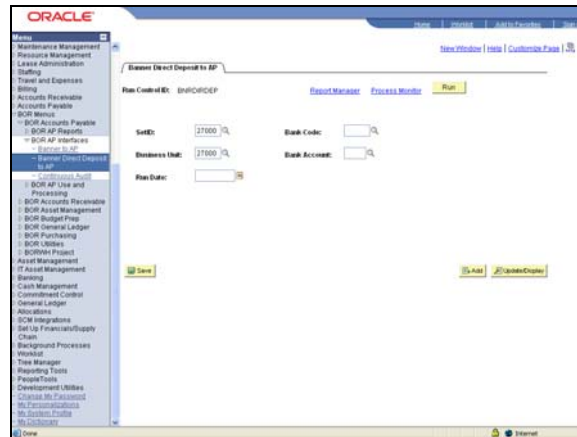 ORACLE
Home | Worklist | Add to Favorites | Sign
Menu
New Window | Help | Customize Page
Maintenance Management
Resource Management
Lease Administration
Staffing
Travel and Expenses
Billing
Accounts Receivable
Accounts Payable
BOR Menus
BOR Accounts Payable
BOR AP Reports
BOR AP Interfaces
Banner to AP
Banner Direct Deposit
to AP
Continuous Audit
BOR AP Use and
Processing
BOR Accounts Receivable
BOR Asset Management
BOR Budget Prep
BOR General Ledger
BOR Purchasing
BOR Utilities
BORWH Project
Asset Management
IT Asset Management
Banking
Cash Management
Commitment Control
General Ledger
Allocations
SCM Integrations
Set Up Financials/Supply
Chain
Background Processes
Worklist
Tree Manager
Reporting Tools
PeopleTools
Development Utilities
Change My Password
My Personalizations
My System Profile
My Dictionary
Banner Direct Deposit to AP
Run Control ID: BNRDIRDEP Report Manager Process Monitor Run
SetID: 27000 Bank Code:
Business Unit: 27000 Bank Account:
Run Date:
Save Add Update/Display
Done Internet